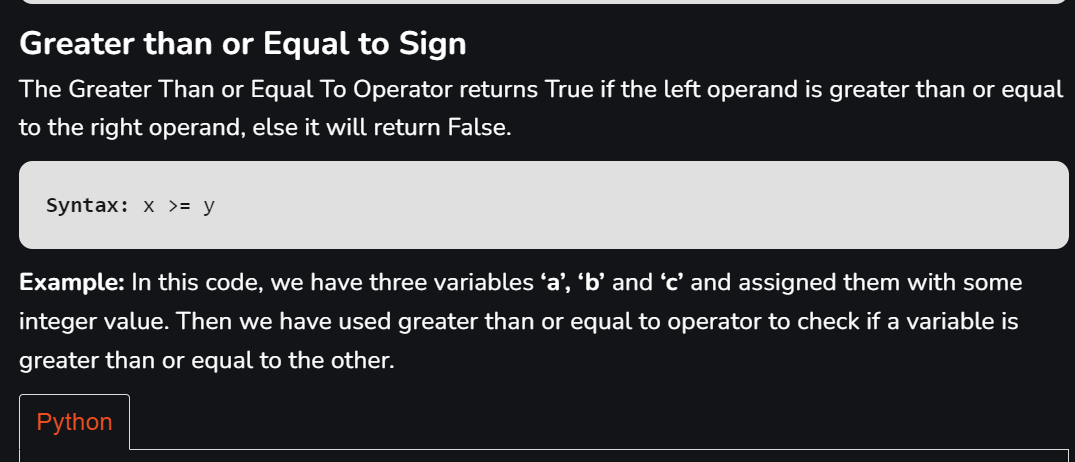 Greater than or Equal to Sign
The Greater Than or Equal To Operator returns True if the left operand is greater than or equal
to the right operand, else it will return False.
Syntax: x >= y
Example: In this code, we have three variables ‘a’, ‘b’ and ‘c’ and assigned them with some
integer value. Then we have used greater than or equal to operator to check if a variable is
greater than or equal to the other.
Python